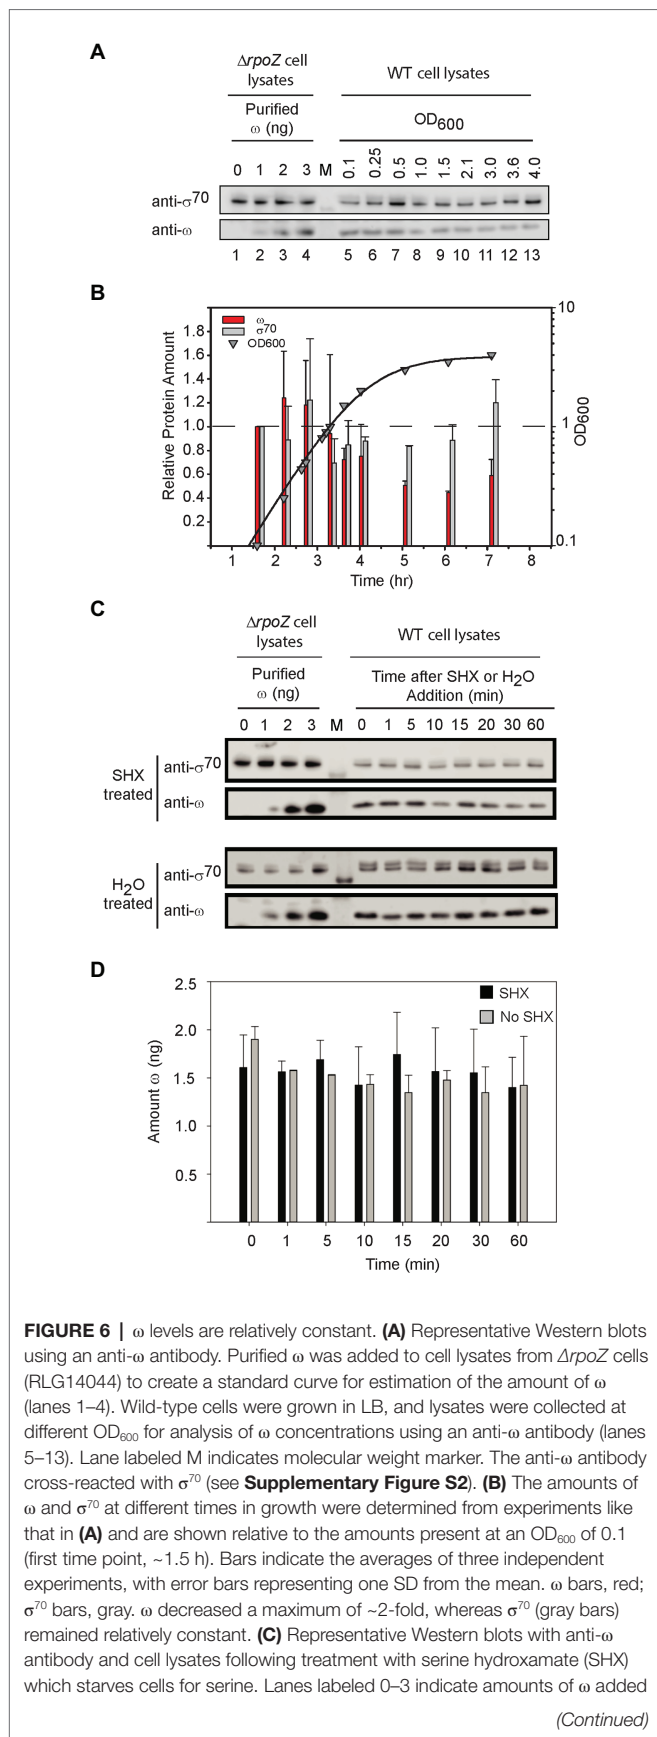 A
ΔrpoZ cell
lysates
WT cell lysates
Purified
ω (ng)
OD600
0 1 2 3 M 0.1 0.25 0.5 1.0 1.5 2.1 3.0 3.6 4.0
anti-σ70
anti-ω
1 2 3 4 5 6 7 8 9 10 11 12 13
B
ω
σ70
OD600
Relative Protein Amount
1.8
1.6
1.4
1.2
1.0
0.8
0.6
0.4
0.2
10
1
0.1
OD600
1 2 3 4 5 6 7 8
Time (hr)
C
ΔrpoZ cell
lysates
WT cell lysates
Purified
ω (ng)
Time after SHX or H2O
Addition (min)
0 1 2 3 M 0 1 5 10 15 20 30 60
SHX
treated
anti-σ70
anti-ω
H2O
treated
anti-σ70
anti-ω
D
2.5
2.0
1.5
1.0
0.5
Amount ω (ng)
SHX
No SHX
0 1 5 10 15 20 30 60
Time (min)
FIGURE 6 | ω levels are relatively constant. (A) Representative Western blots
using an anti-ω antibody. Purified ω was added to cell lysates from ΔrpoZ cells
(RLG14044) to create a standard curve for estimation of the amount of ω
(lanes 1–4). Wild-type cells were grown in LB, and lysates were collected at
different OD600 for analysis of ω concentrations using an anti-ω antibody (lanes
5–13). Lane labeled M indicates molecular weight marker. The anti-ω antibody
cross-reacted with σ70 (see Supplementary Figure S2). (B) The amounts of
ω and σ70 at different times in growth were determined from experiments like
that in (A) and are shown relative to the amounts present at an OD600 of 0.1
(first time point, ~1.5 h). Bars indicate the averages of three independent
experiments, with error bars representing one SD from the mean. ω bars, red;
σ70 bars, gray. ω decreased a maximum of ~2-fold, whereas σ70 (gray bars)
remained relatively constant. (C) Representative Western blots with anti-ω
antibody and cell lysates following treatment with serine hydroxamate (SHX)
which starves cells for serine. Lanes labeled 0–3 indicate amounts of ω added
(Continued)